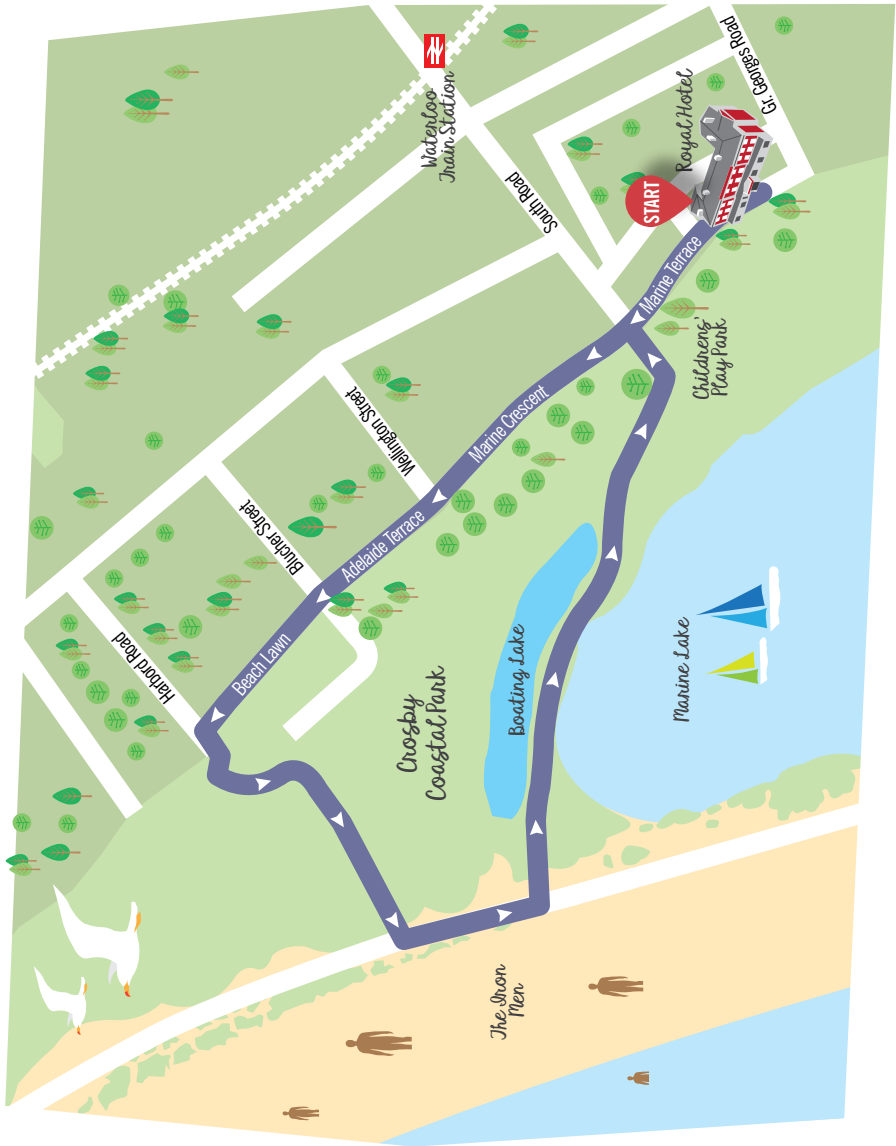 Waterloo
Train Station
South Road
Gt. Georges Road
Royal Hotel
START
Marine Terrace
Childrens'
Play Park
Marine Crescent
Wellington Street
Adelaide Terrace
Blucher Street
Beach Lawn
Harbord Road
Crosby
Coastal Park
Boating Lake
Marine Lake
The Iron
Men